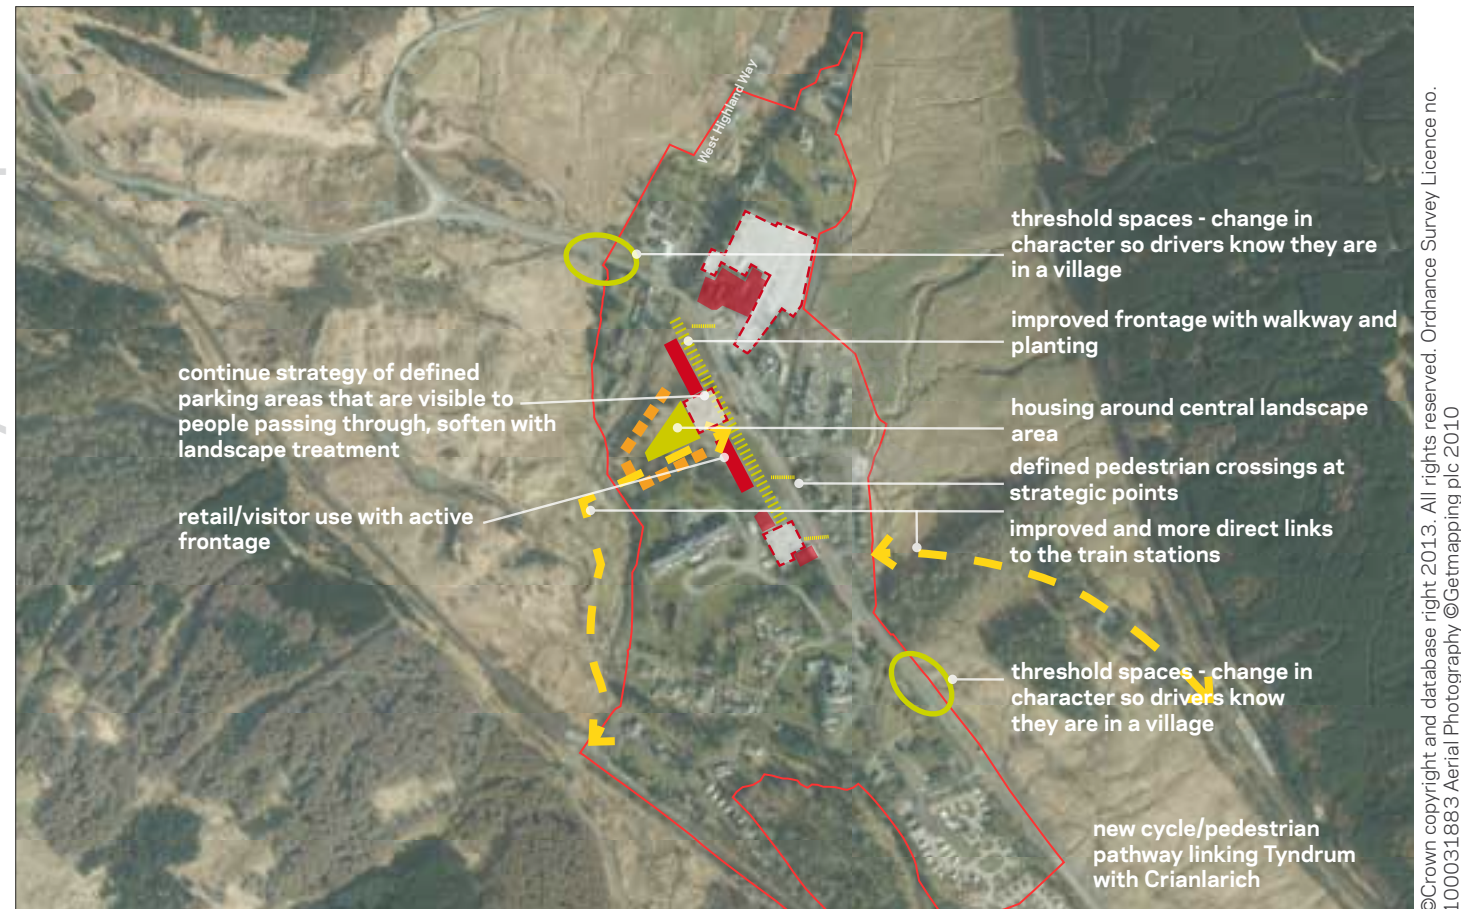 West Highland Way
threshold spaces - change in
character so drivers know they are
in a village
improved frontage with walkway and
planting
continue strategy of defined
parking areas that are visible to
people passing through, soften with
landscape treatment
housing around central landscape
area
defined pedestrian crossings at
strategic points
retail/visitor use with active
frontage
improved and more direct links
to the train stations
threshold spaces - change in
character so drivers know
they are in a village
new cycle/pedestrian
pathway linking Tyndrum
with Crianlarich
©Crown copyright and database right 2013. All rights reserved. Ordnance Survey Licence no.
100031883 Aerial Photography ©Getmapping plc 2010